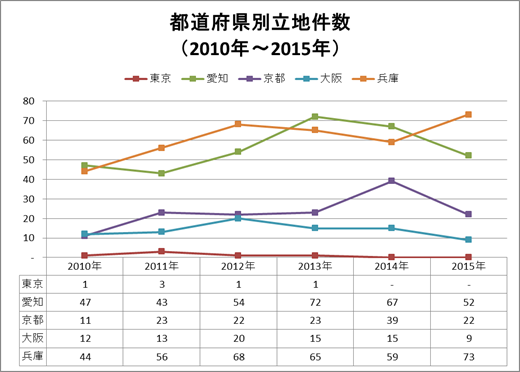 都道府県別立地件数
（2010年～2015年）
東京 愛知 京都 大阪 兵庫
80
70
60
50
40
30
20
10
-
2010年 2011年 2012年 2013年 2014年 2015年
東京 1 3 1 1 - -
愛知 47 43 54 72 67 52
京都 11 23 22 23 39 22
大阪 12 13 20 15 15 9
兵庫 44 56 68 65 59 73